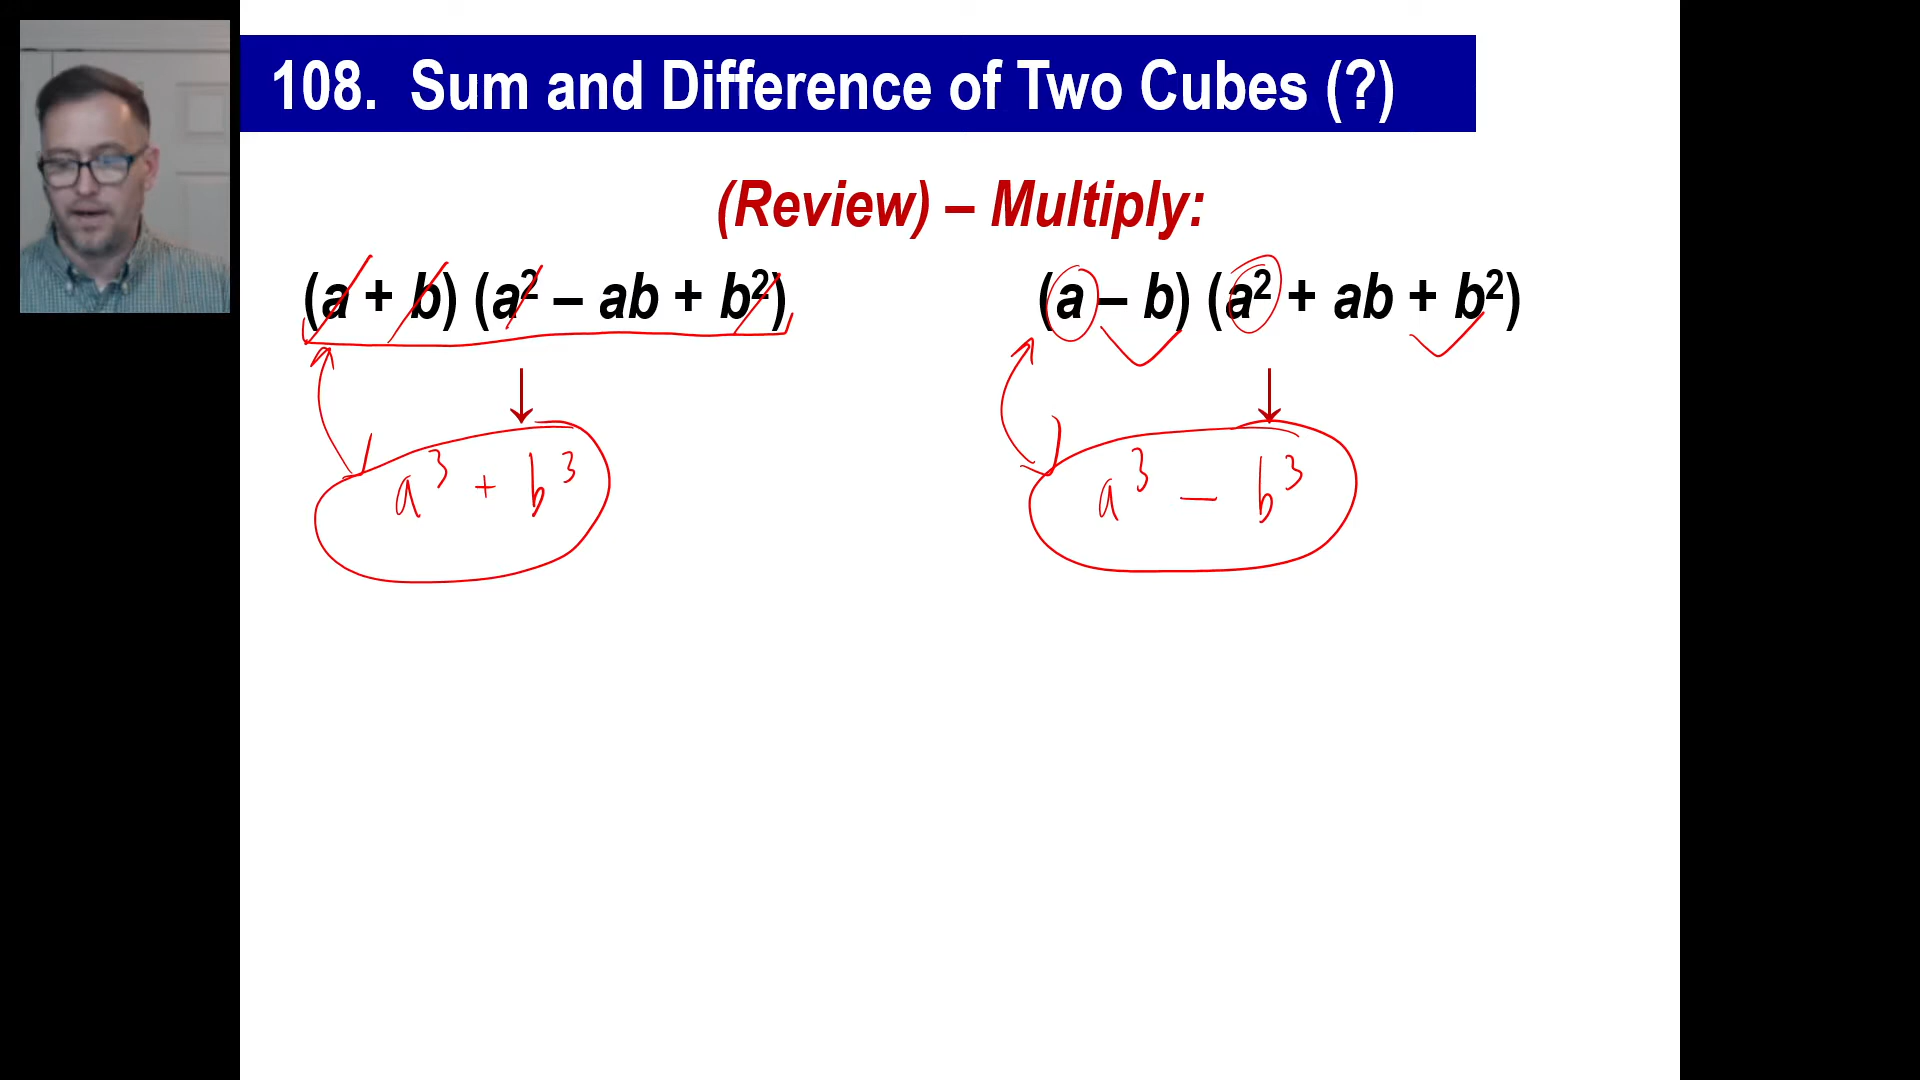 108. Sum and Difference of Two Cubes (?)
(Review) – Multiply:
(a + b) (a² – ab + b²)
(a – b) (a² + ab + b²)
a³ + b³
a³ – b³